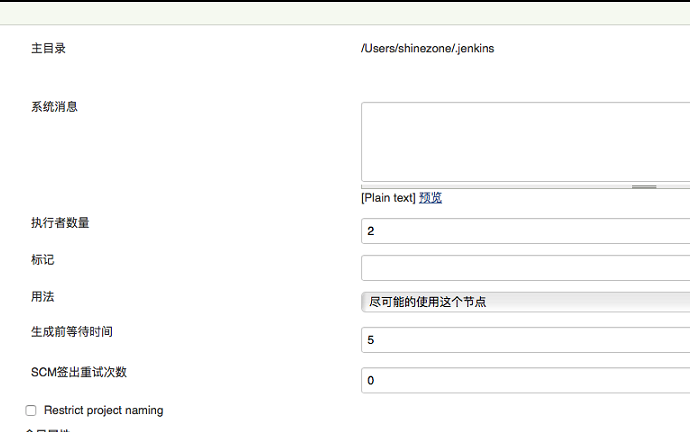 主目录 /Users/shinezone/.jenkins
系统消息
[Plain text] 预览
执行者数量 2
标记
用法 尽可能的使用这个节点
生成前等待时间 5
SCM签出重试次数 0
Restrict project naming